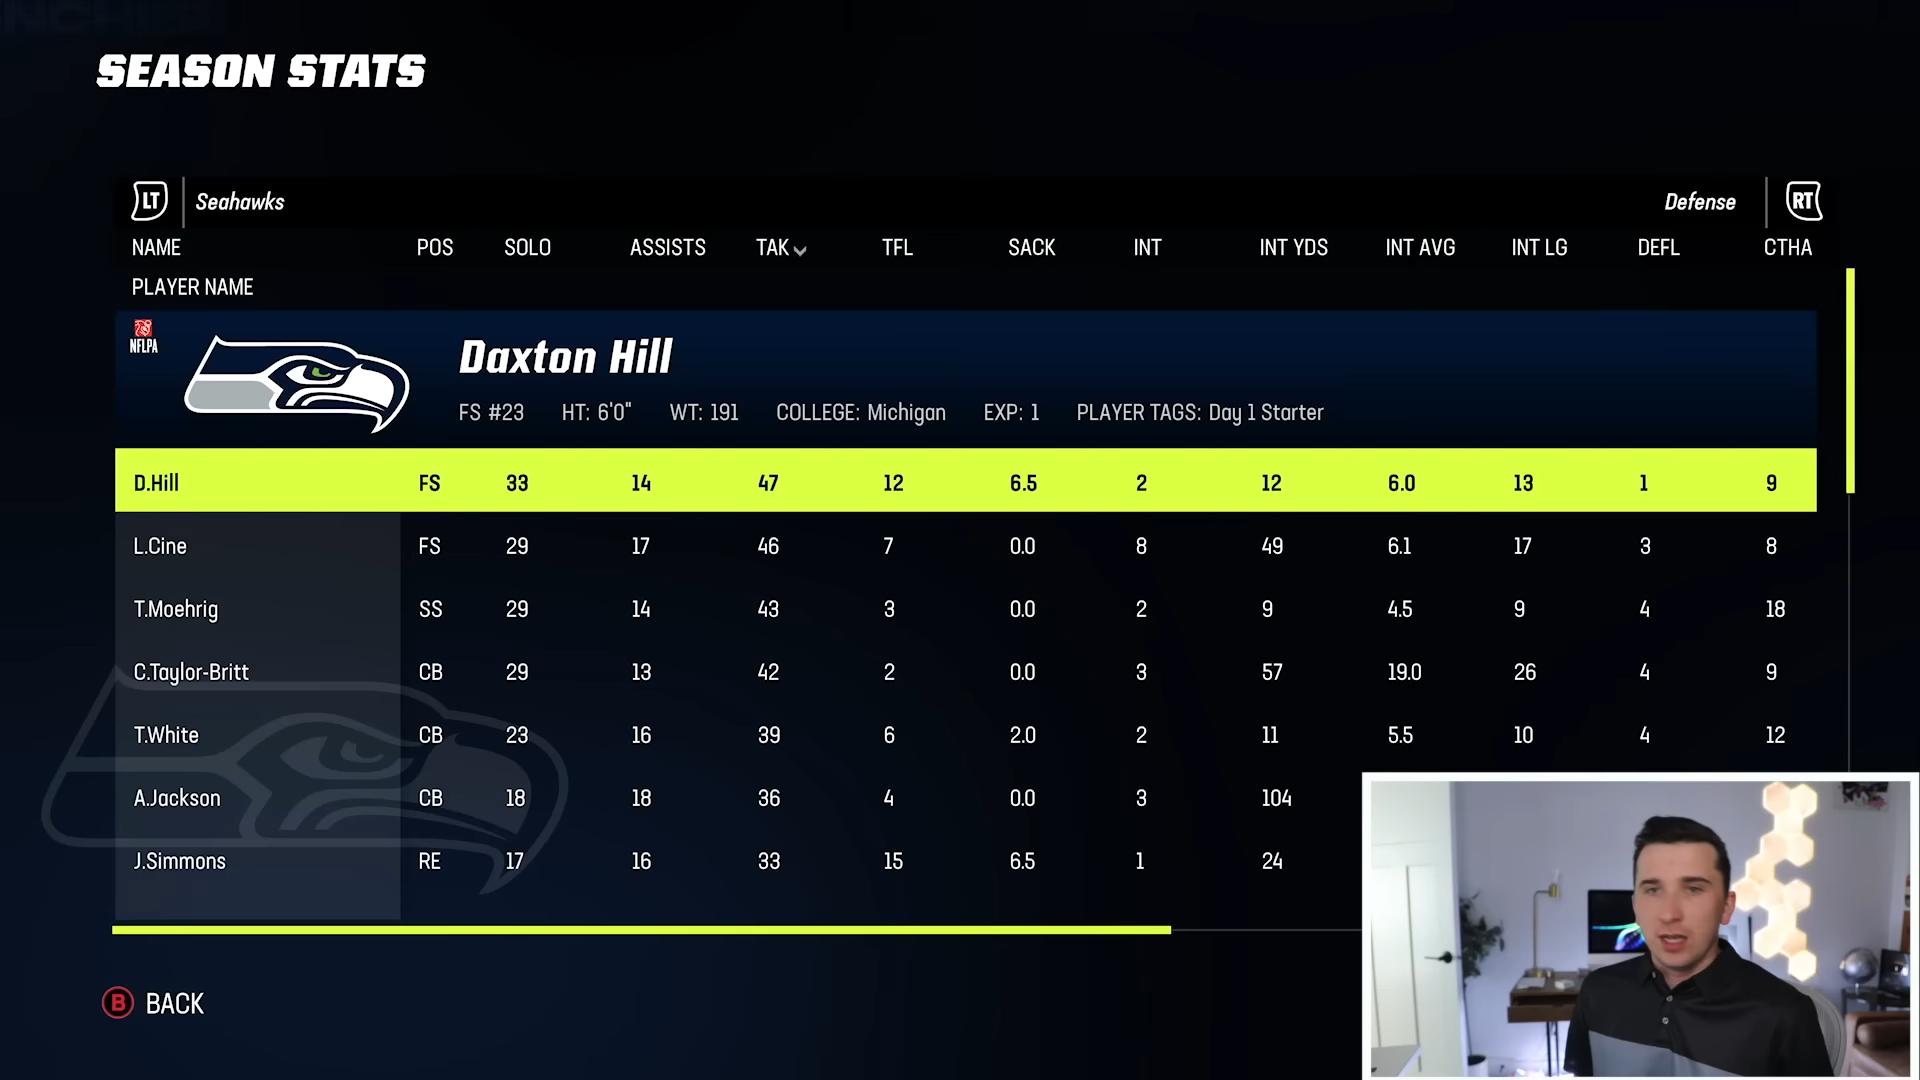 SEASON STATS
LT Seahawks Defense RT
NAME POS SOLO ASSISTS TAK TFL SACK INT INT YDS INT AVG INT LG DEFL CTHA
PLAYER NAME
NFLPA
Daxton Hill
FS #23 HT: 6'0" WT: 191 COLLEGE: Michigan EXP: 1 PLAYER TAGS: Day 1 Starter
D.Hill FS 33 14 47 12 6.5 2 12 6.0 13 1 9
L.Cine FS 29 17 46 7 0.0 8 49 6.1 17 3 8
T.Moehrig SS 29 14 43 3 0.0 2 9 4.5 9 4 18
C.Taylor-Britt CB 29 13 42 2 0.0 3 57 19.0 26 4 9
T.White CB 23 16 39 6 2.0 2 11 5.5 10 4 12
A.Jackson CB 18 18 36 4 0.0 3 104
J.Simmons RE 17 16 33 15 6.5 1 24
B BACK